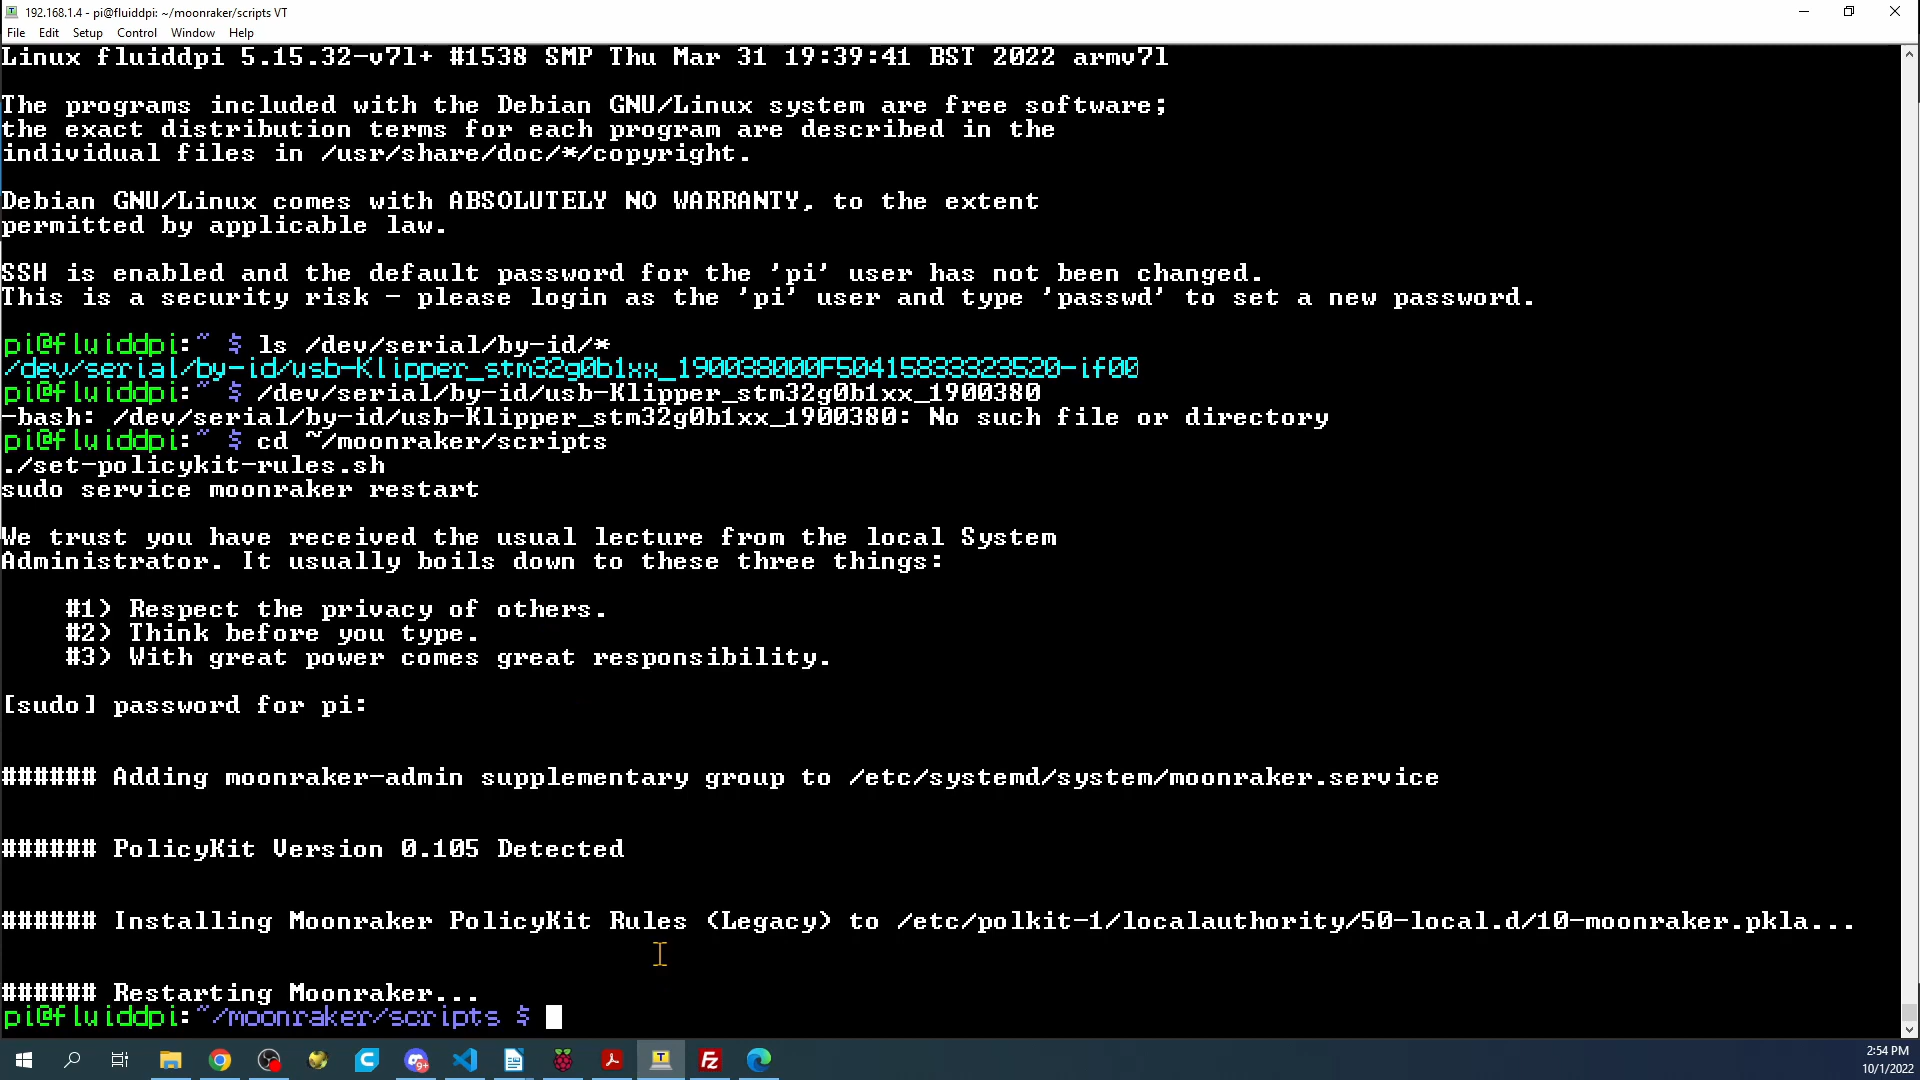 192.168.1.4 - pi@fluiddpi: ~/moonraker/scripts VT
File Edit Setup Control Window Help
Linux fluiddpi 5.15.32-v7l+ #1538 SMP Thu Mar 31 19:39:41 BST 2022 armv7l
The programs included with the Debian GNU/Linux system are free software;
the exact distribution terms for each program are described in the
individual files in /usr/share/doc/*/copyright.
Debian GNU/Linux comes with ABSOLUTELY NO WARRANTY, to the extent
permitted by applicable law.
SSH is enabled and the default password for the 'pi' user has not been changed.
This is a security risk - please login as the 'pi' user and type 'passwd' to set a new password.
pi@fluiddpi:~ $ ls /dev/serial/by-id/*
/dev/serial/by-id/usb-Klipper_stm32g0b1xx_190038000F50415833323520-if00
pi@fluiddpi:~ $ /dev/serial/by-id/usb-Klipper_stm32g0b1xx_1900380
-bash: /dev/serial/by-id/usb-Klipper_stm32g0b1xx_1900380: No such file or directory
pi@fluiddpi:~ $ cd ~/moonraker/scripts
./set-policykit-rules.sh
sudo service moonraker restart
We trust you have received the usual lecture from the local System
Administrator. It usually boils down to these three things:
#1) Respect the privacy of others.
#2) Think before you type.
#3) With great power comes great responsibility.
[sudo] password for pi:
###### Adding moonraker-admin supplementary group to /etc/systemd/system/moonraker.service
###### PolicyKit Version 0.105 Detected
###### Installing Moonraker PolicyKit Rules (Legacy) to /etc/polkit-1/localauthority/50-local.d/10-moonraker.pkla...
###### Restarting Moonraker...
pi@fluiddpi:~/moonraker/scripts $
2:54 PM
10/1/2022